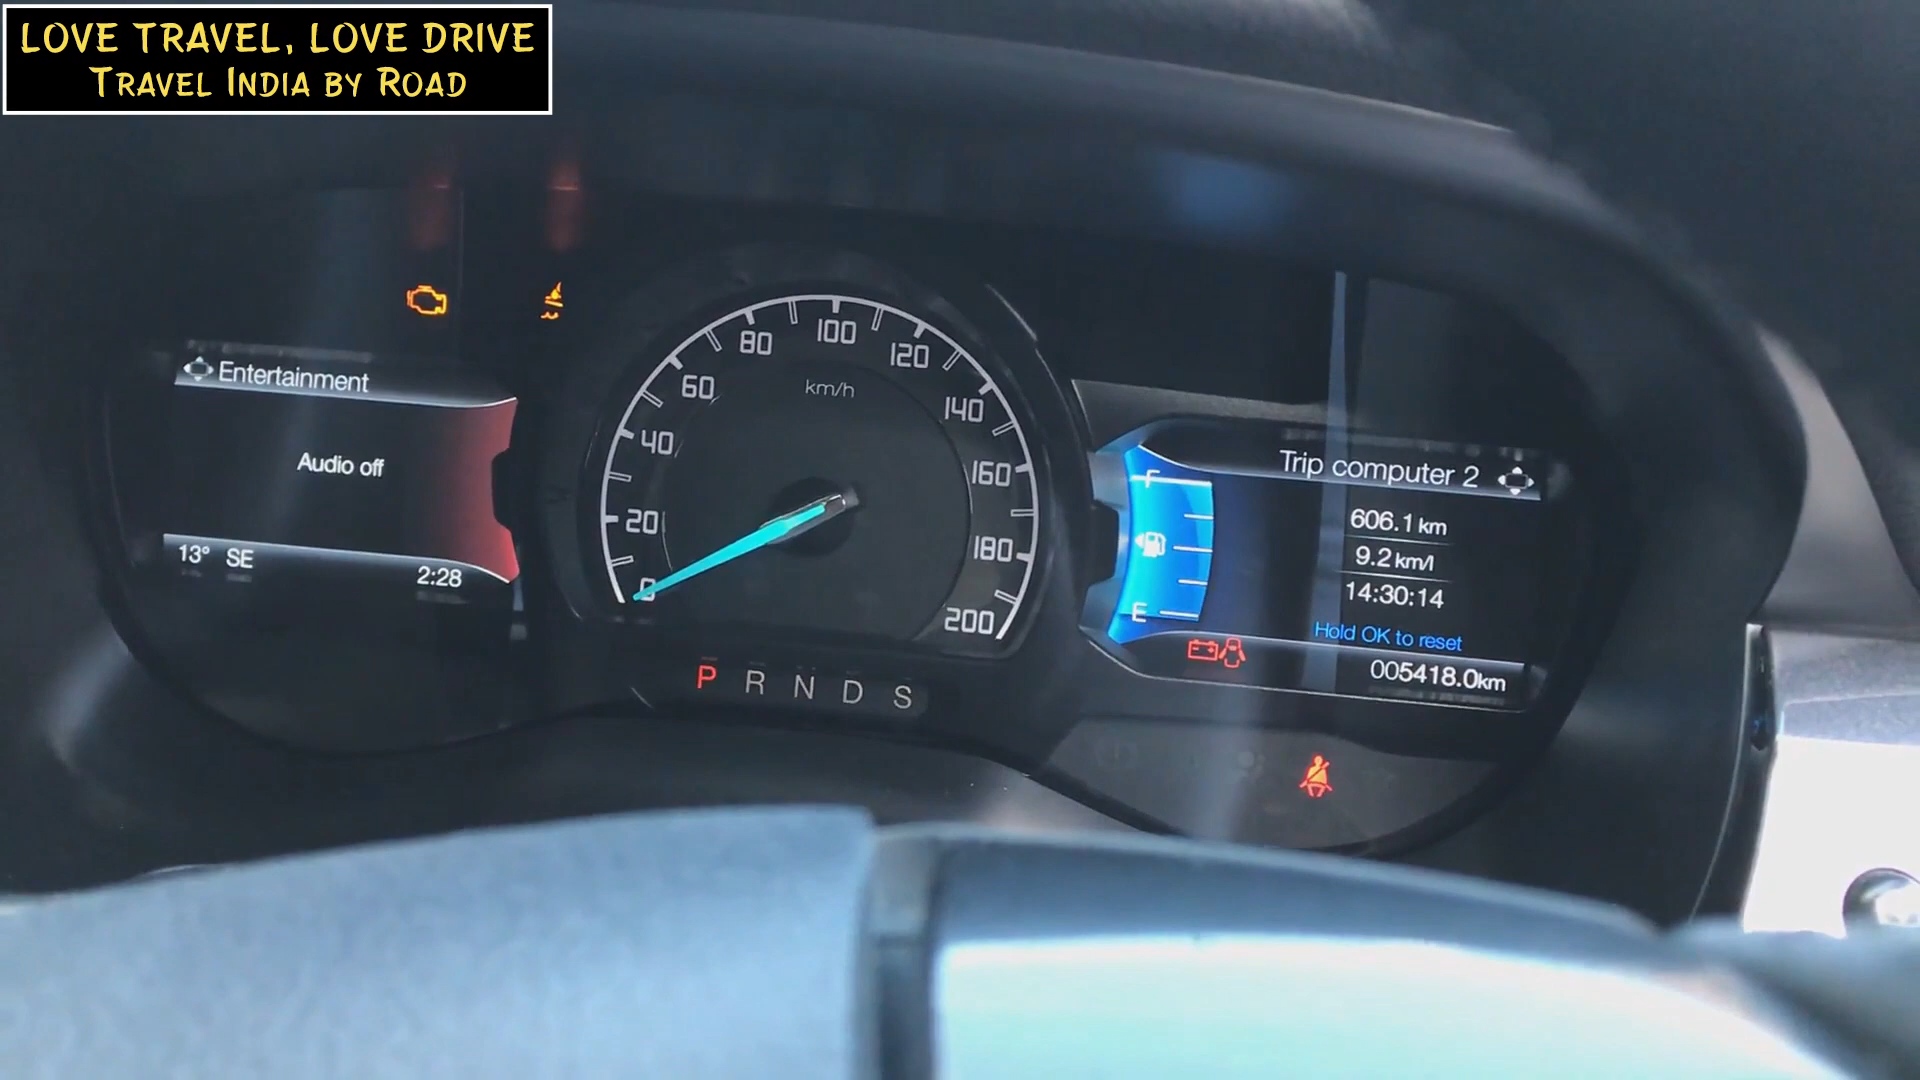 LOVE TRAVEL, LOVE DRIVE
TRAVEL INDIA BY ROAD
Entertainment
Audio off
13° SE
2:28
0
20
40
60
80
100
120
140
160
180
200
km/h
P R N D S
F
E
Trip computer 2
606.1 km
9.2 km/l
14:30:14
Hold OK to reset
005418.0km